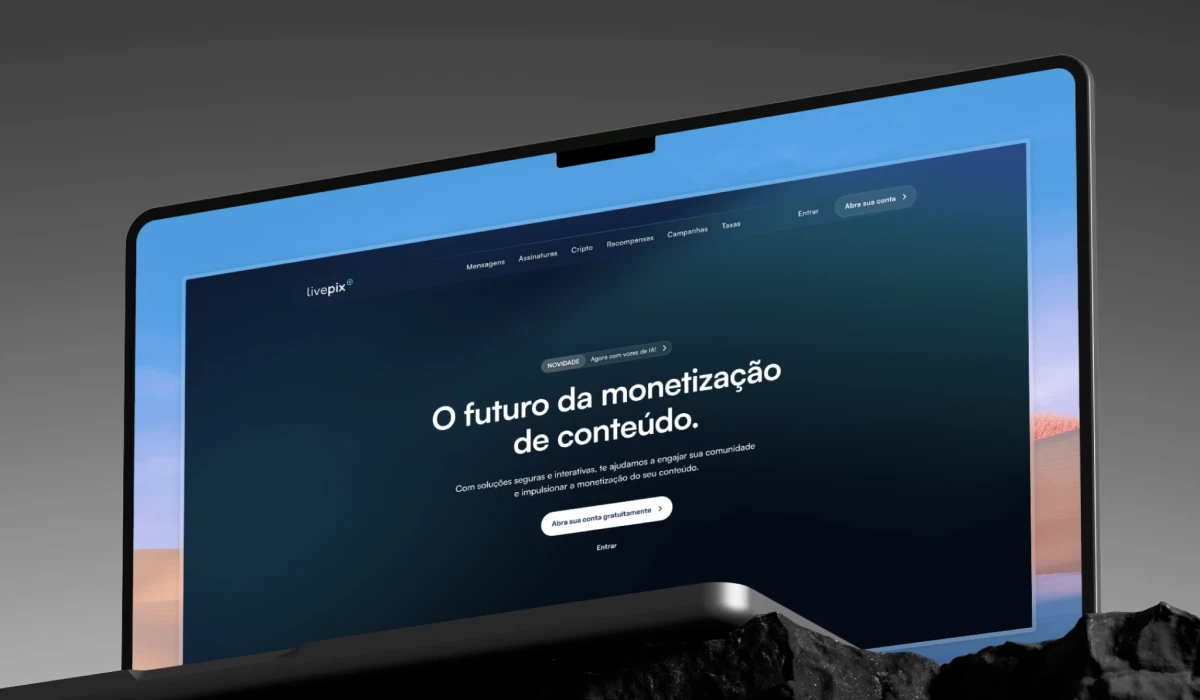 livepix
Mensagens Assinaturas Cripto Recompensas Campanhas Taxas
Entrar
Abra sua conta
NOVIDADE Agora com vozes de IA!
O futuro da monetização
de conteúdo.
Com soluções seguras e interativas, te ajudamos a engajar sua comunidade
e impulsionar a monetização do seu conteúdo.
Abra sua conta gratuitamente
Entrar